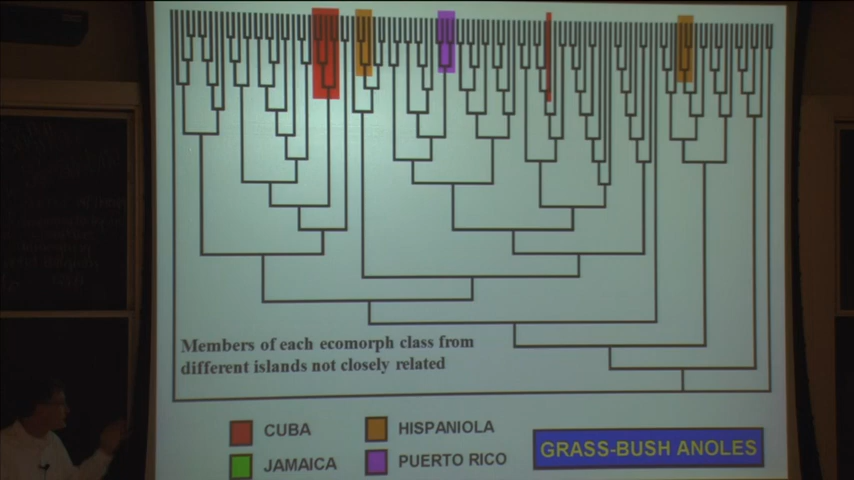 Members of each ecomorph class from
different islands not closely related
CUBA
HISPANIOLA
JAMAICA
PUERTO RICO
GRASS-BUSH ANOLES